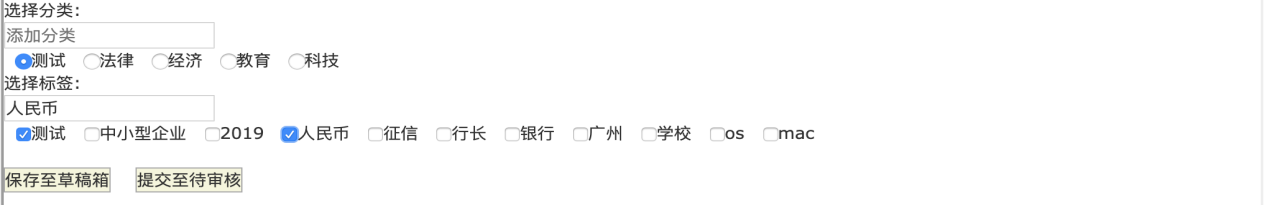 选择分类:
添加分类
测试 法律 经济 教育 科技
选择标签:
人民币
测试 中小型企业 2019 人民币 征信 行长 银行 广州 学校 os mac
保存至草稿箱 提交至待审核